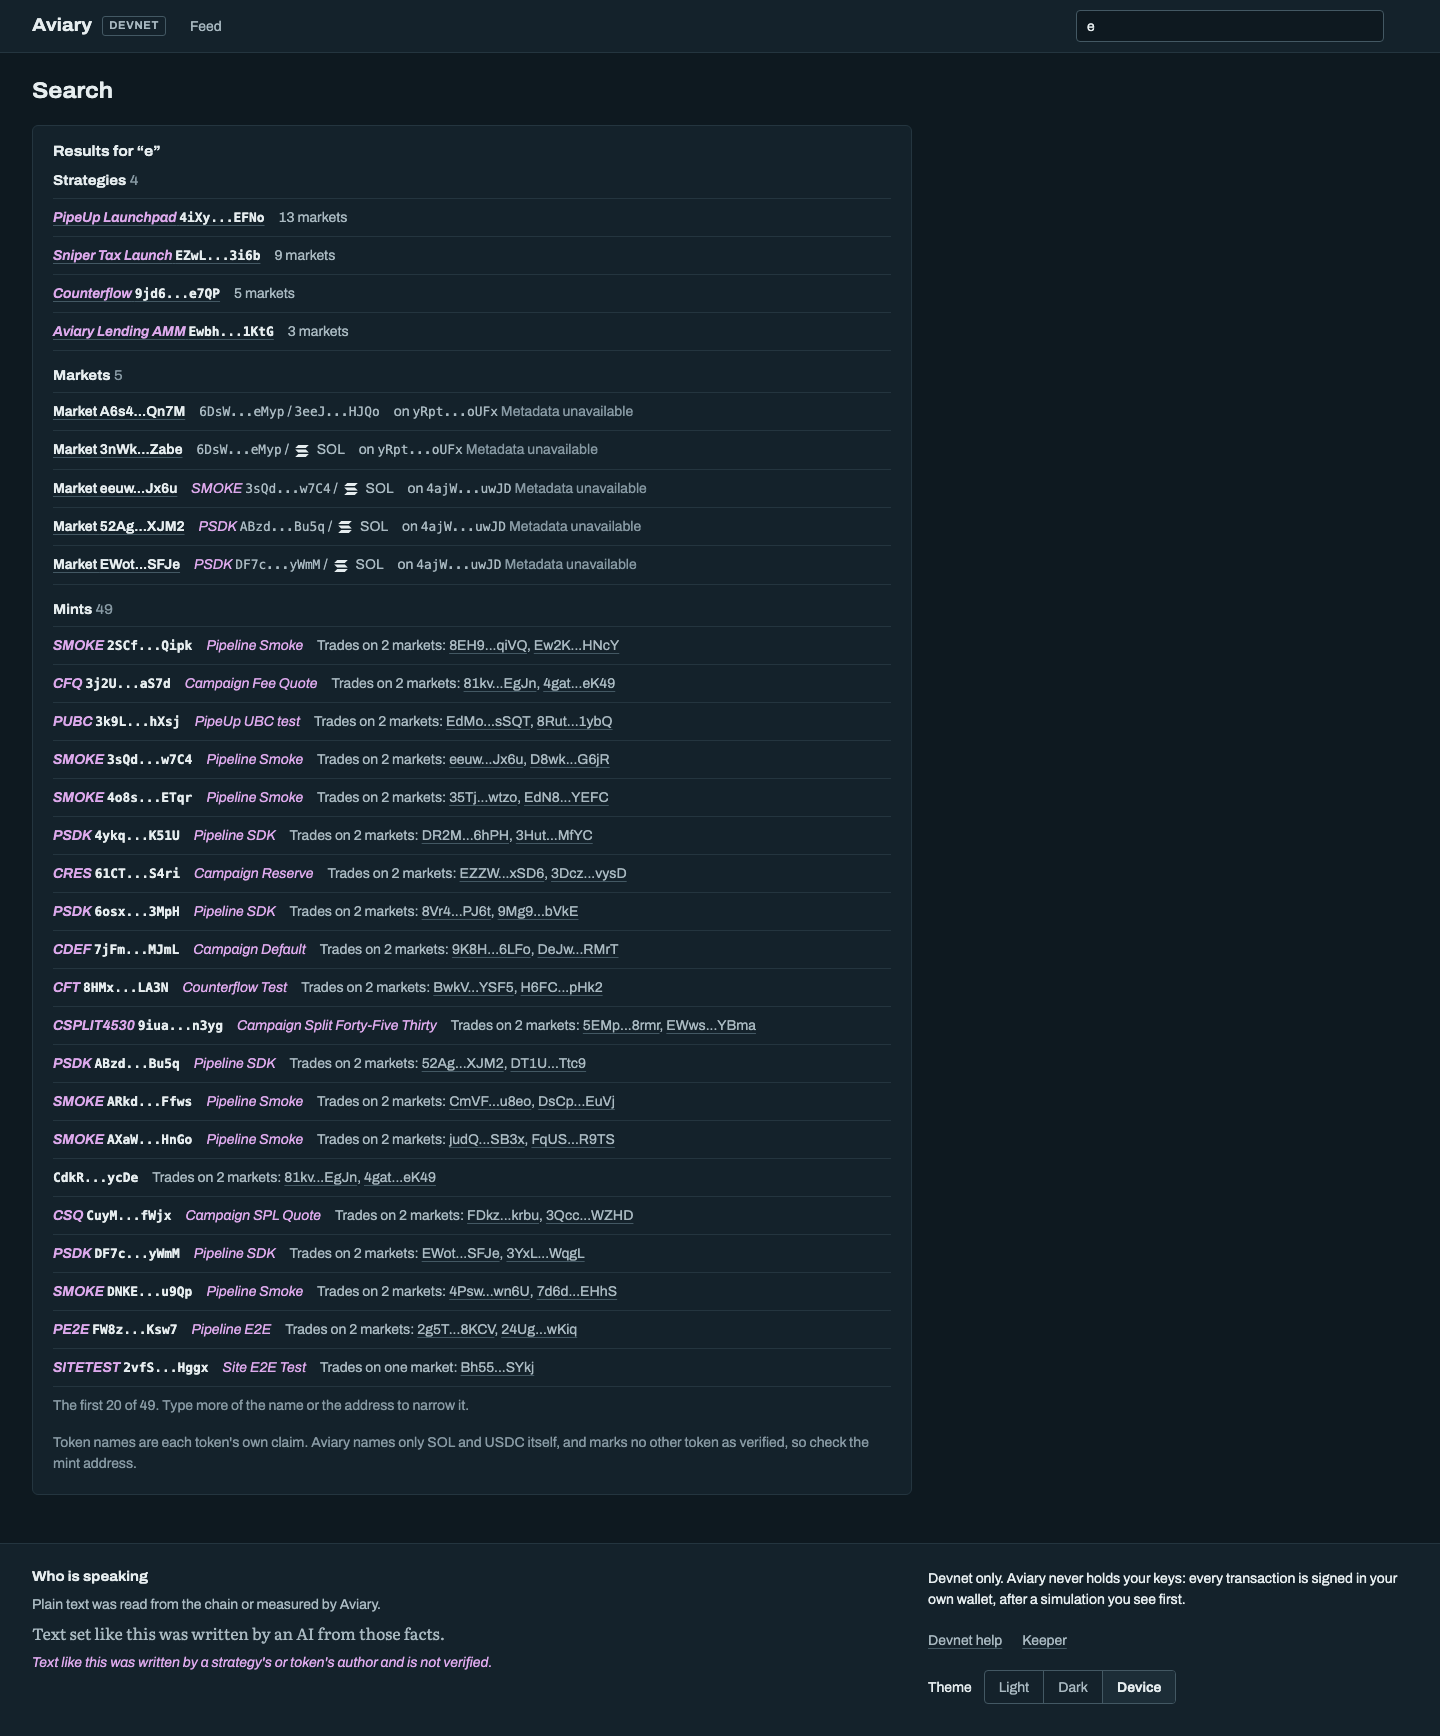 Aviary DEVNET Feed e
Search
Results for “e”
Strategies 4
PipeUp Launchpad 4iXy...EFNo 13 markets
Sniper Tax Launch EZwL...3i6b 9 markets
Counterflow 9jd6...e7QP 5 markets
Aviary Lending AMM Ewbh...1KtG 3 markets
Markets 5
Market A6s4...Qn7M 6DsW...eMyp / 3eeJ...HJQo on yRpt...oUFx Metadata unavailable
Market 3nWk...Zabe 6DsW...eMyp / SOL on yRpt...oUFx Metadata unavailable
Market eeuw...Jx6u SMOKE 3sQd...w7C4 / SOL on 4ajW...uwJD Metadata unavailable
Market 52Ag...XJM2 PSDK ABzd...Bu5q / SOL on 4ajW...uwJD Metadata unavailable
Market EWot...SFJe PSDK DF7c...yWmM / SOL on 4ajW...uwJD Metadata unavailable
Mints 49
SMOKE 2SCf...Qipk Pipeline Smoke Trades on 2 markets: 8EH9...qiVQ, Ew2K...HNcY
CFQ 3j2U...aS7d Campaign Fee Quote Trades on 2 markets: 81kv...EgJn, 4gat...eK49
PUBC 3k9L...hXsj PipeUp UBC test Trades on 2 markets: EdMo...sSQT, 8Rut...1ybQ
SMOKE 3sQd...w7C4 Pipeline Smoke Trades on 2 markets: eeuw...Jx6u, D8wk...G6jR
SMOKE 4o8s...ETqr Pipeline Smoke Trades on 2 markets: 35Tj...wtzo, EdN8...YEFC
PSDK 4ykq...K51U Pipeline SDK Trades on 2 markets: DR2M...6hPH, 3Hut...MfYC
CRES 61CT...S4ri Campaign Reserve Trades on 2 markets: EZZW...xSD6, 3Dcz...vysD
PSDK 6osx...3MpH Pipeline SDK Trades on 2 markets: 8Vr4...PJ6t, 9Mg9...bVkE
CDEF 7jFm...MJmL Campaign Default Trades on 2 markets: 9K8H...6LFo, DeJw...RMrT
CFT 8HMx...LA3N Counterflow Test Trades on 2 markets: BwkV...YSF5, H6FC...pHk2
CSPLIT4530 9iua...n3yg Campaign Split Forty-Five Thirty Trades on 2 markets: 5EMp...8rmr, EWws...YBma
PSDK ABzd...Bu5q Pipeline SDK Trades on 2 markets: 52Ag...XJM2, DT1U...Ttc9
SMOKE ARkd...Ffws Pipeline Smoke Trades on 2 markets: CmVF...u8eo, DsCp...EuVj
SMOKE AXaW...HnGo Pipeline Smoke Trades on 2 markets: judQ...SB3x, FqUS...R9TS
CdkR...ycDe Trades on 2 markets: 81kv...EgJn, 4gat...eK49
CSQ CuyM...fWjx Campaign SPL Quote Trades on 2 markets: FDkz...krbu, 3Qcc...WZHD
PSDK DF7c...yWmM Pipeline SDK Trades on 2 markets: EWot...SFJe, 3YxL...WqgL
SMOKE DNKE...u9Qp Pipeline Smoke Trades on 2 markets: 4Psw...wn6U, 7d6d...EHhS
PE2E FW8z...Ksw7 Pipeline E2E Trades on 2 markets: 2g5T...8KCV, 24Ug...wKiq
SITETEST 2vfS...Hggx Site E2E Test Trades on one market: Bh55...SYkj
The first 20 of 49. Type more of the name or the address to narrow it.
Token names are each token's own claim. Aviary names only SOL and USDC itself, and marks no other token as verified, so check the
mint address.
Who is speaking
Plain text was read from the chain or measured by Aviary.
Text set like this was written by an AI from those facts.
Text like this was written by a strategy's or token's author and is not verified.
Devnet only. Aviary never holds your keys: every transaction is signed in your
own wallet, after a simulation you see first.
Devnet help Keeper
Theme Light Dark Device